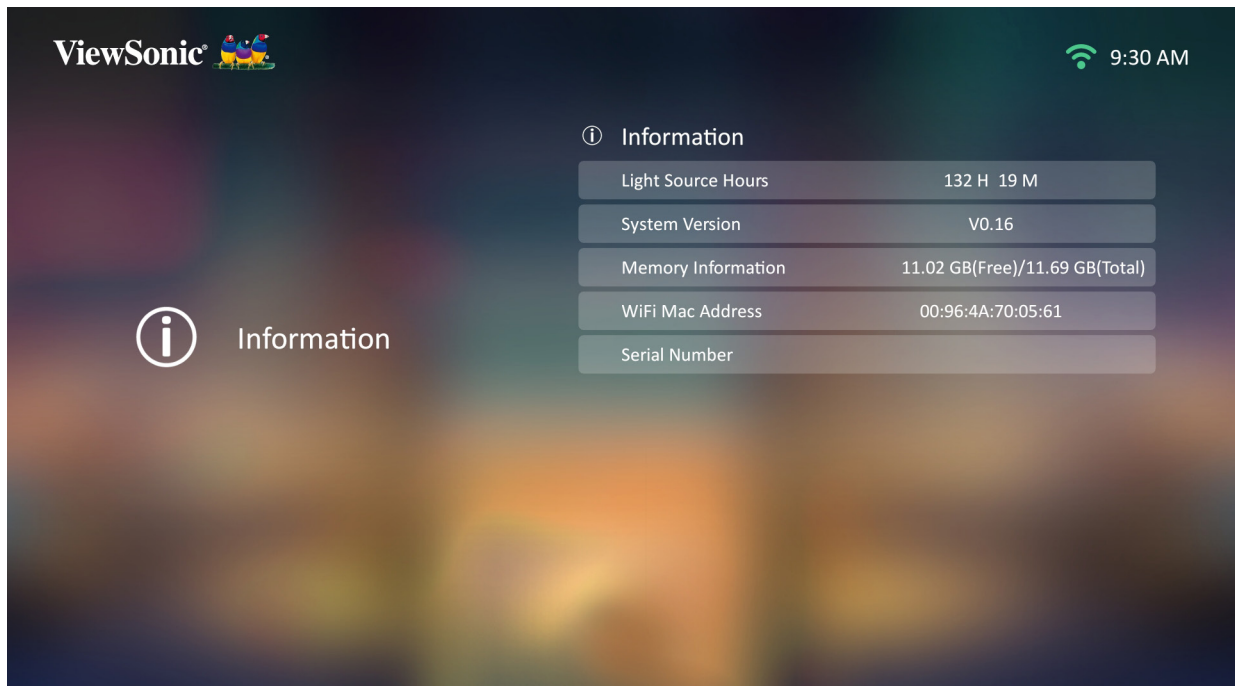 ViewSonic®
9:30 AM
Information
Light Source Hours 132 H 19 M
System Version V0.16
Memory Information 11.02 GB(Free)/11.69 GB(Total)
WiFi Mac Address 00:96:4A:70:05:61
Serial Number
Information